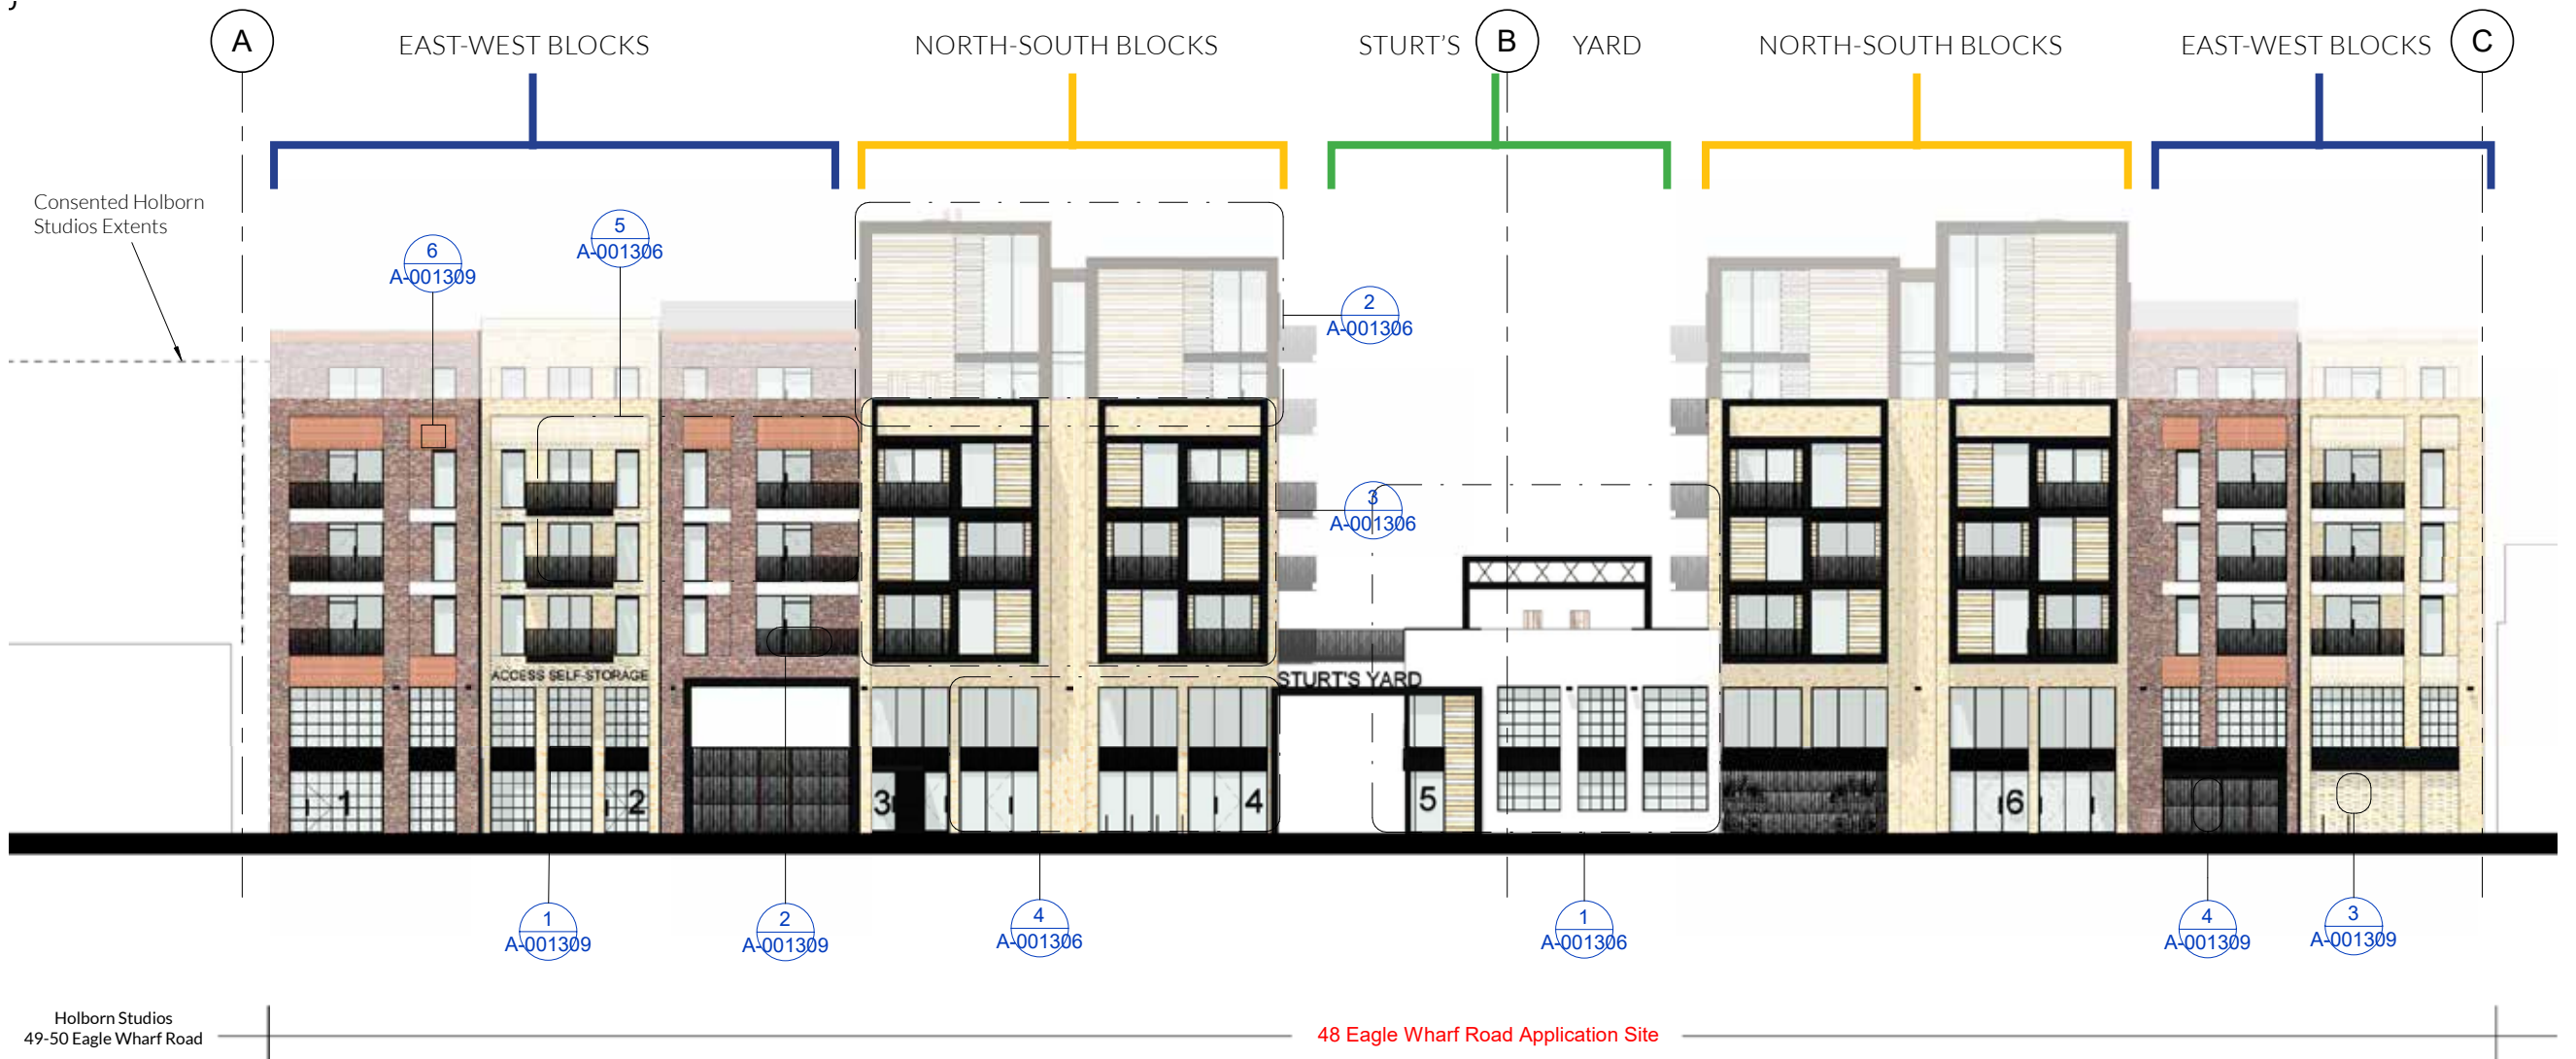 A
EAST-WEST BLOCKS
NORTH-SOUTH BLOCKS
STURT'S
B
YARD
NORTH-SOUTH BLOCKS
EAST-WEST BLOCKS
C
Consented Holborn
Studios Extents
6
A-001309
5
A-001306
2
A-001306
3
A-001306
ACCESS SELF-STORAGE
STURT'S YARD
1
2
3
4
5
6
1
A-001309
2
A-001309
4
A-001306
1
A-001306
4
A-001309
3
A-001309
Holborn Studios
49-50 Eagle Wharf Road
48 Eagle Wharf Road Application Site